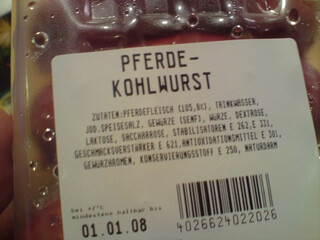 PFERDE-
KOHLWURST
ZUTATEN:PFERDEFLEISCH (105,8%), TRINKWASSER,
JOD.SPEISESALZ, GEWÜRZE (SENF), WÜRZE, DEXTROSE,
LAKTOSE, SACCHAROSE, STABILISATOREN E 262,E 331,
GESCHMACKSVERSTÄRKER E 621,ANTIOXIDATIONSMITTEL E 301,
GEWÜRZAROMEN, KONSERVIERUNGSSTOFF E 250, NATURDARM
bei +/°C
mindestens haltbar bis
01.01.08
4026624022026